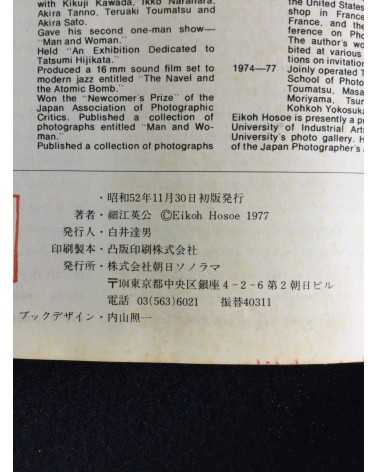 with Kikuji Kawada, Ikko Narahara,
Akira Tanno, Teruaki Toumatsu and
Akira Sato.
Gave his second one-man show—
"Man and Woman."
Held "An Exhibition Dedicated to
Tatsumi Hijikata."
Produced a 16 mm sound film set to
modern jazz entitled "The Navel and
the Atomic Bomb."
Won the "Newcomer's Prize" of the
Japan Association of Photographic
Critics. Published a collection of
photographs entitled "Man and Wo-
man."
Published a collection of photographs
the United States
shop in France
France, and the
ference on Pho
The author's wo
bited at various
tions on invitation
1974—77 Jointly operated T
School of Photo
Toumatsu, Masa
Moriyama, Tsu
Kohkoh Yokosuk
Eikoh Hosoe is presently a p
University of Industrial Arts
University's photo gallery. H
of the Japan Photographer's
・昭和52年11月30日初版発行
著者・細江英公 ©Eikoh Hosoe 1977
発行人・白井達男
印刷製本・凸版印刷株式会社
発行所・株式会社朝日ソノラマ
〒104東京都中央区銀座4-2-6第2朝日ビル
電話 03(563)6021 振替40311
ブックデザイン・内山照一